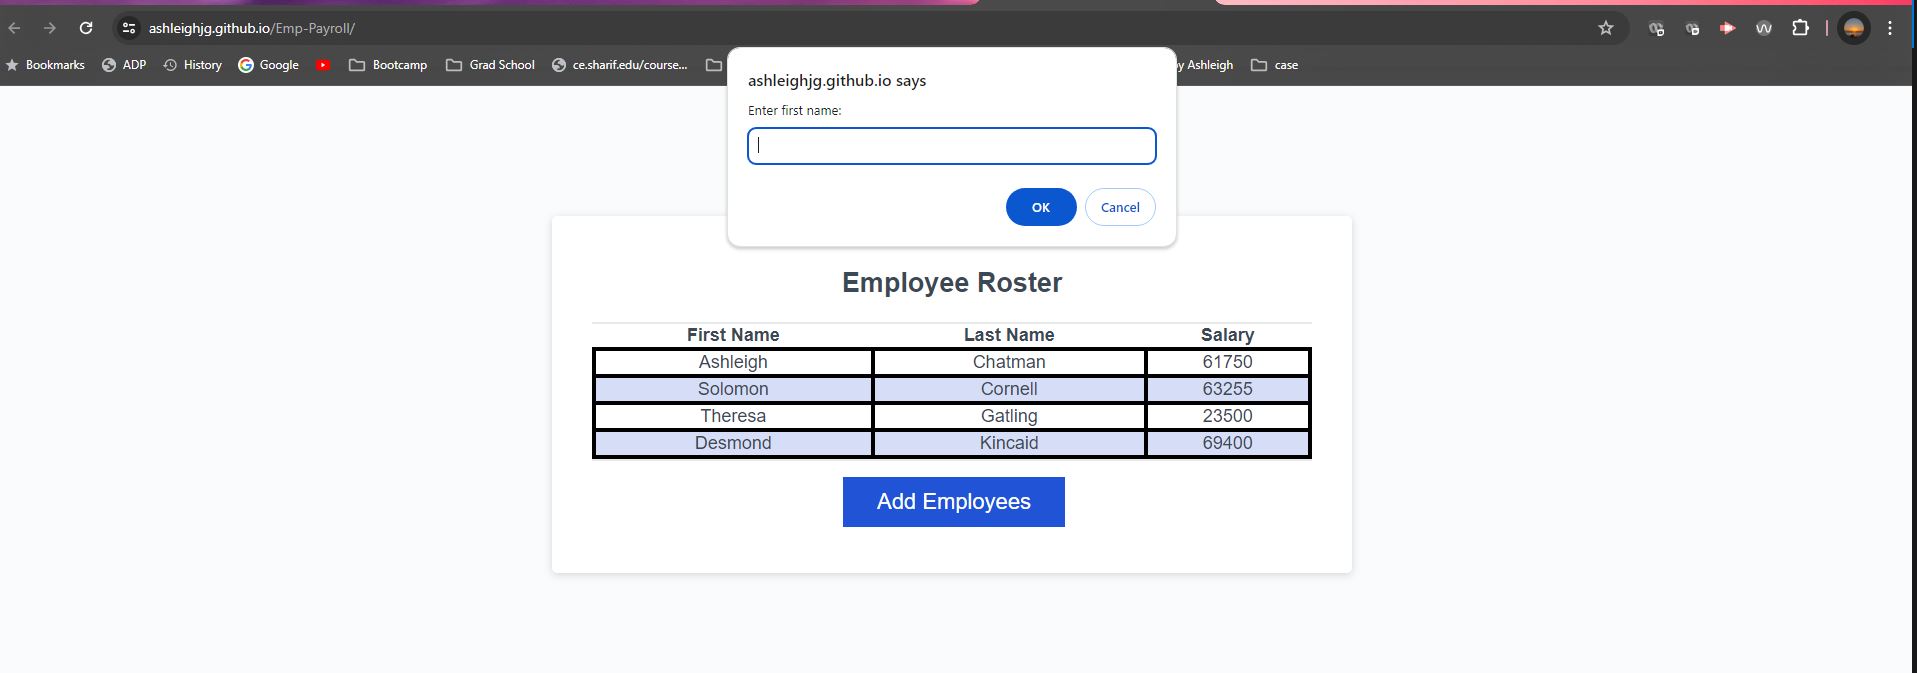 ashleighjg.github.io/Emp-Payroll/
Bookmarks ADP History Google Bootcamp Grad School ce.sharif.edu/course... Ashleigh case
ashleighjg.github.io says
Enter first name:
OK Cancel
Employee Roster
First Name Last Name Salary
Ashleigh Chatman 61750
Solomon Cornell 63255
Theresa Gatling 23500
Desmond Kincaid 69400
Add Employees